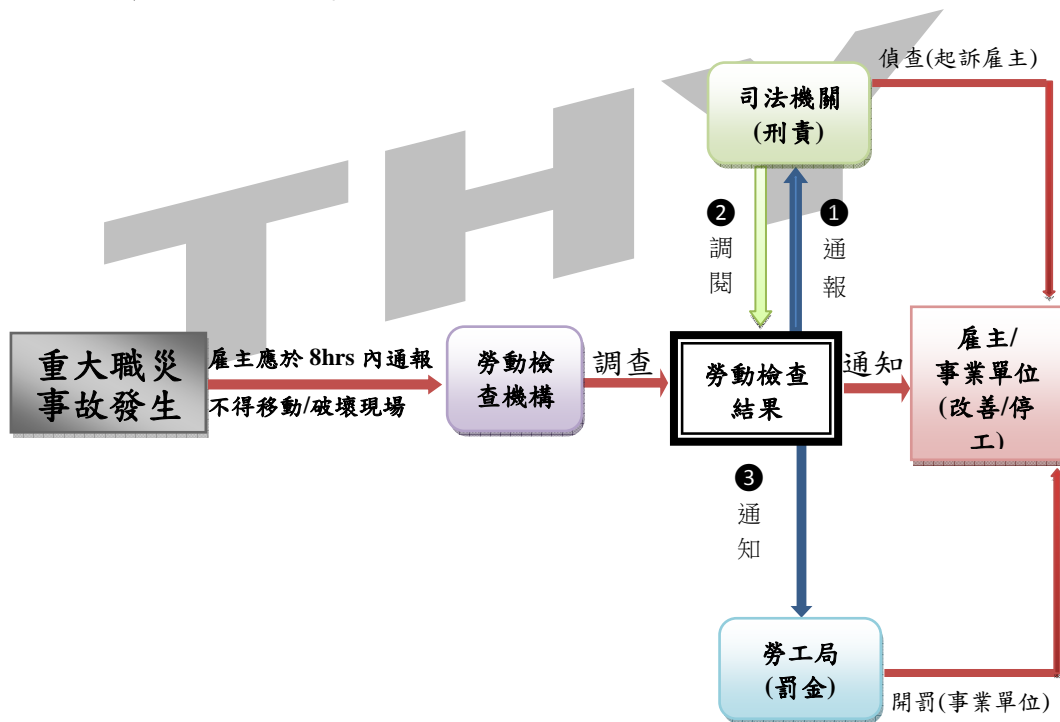 偵查(起訴雇主)
司法機關
(刑責)
❷
調
閱
❶
通
報
重大職災
事故發生
雇主應於 8hrs 內通報
不得移動/破壞現場
勞動檢
查機構
調查
勞動檢查
結果
通知
雇主/
事業單位
(改善/停
工)
❸
通
知
勞工局
(罰金)
開罰(事業單位)
THY